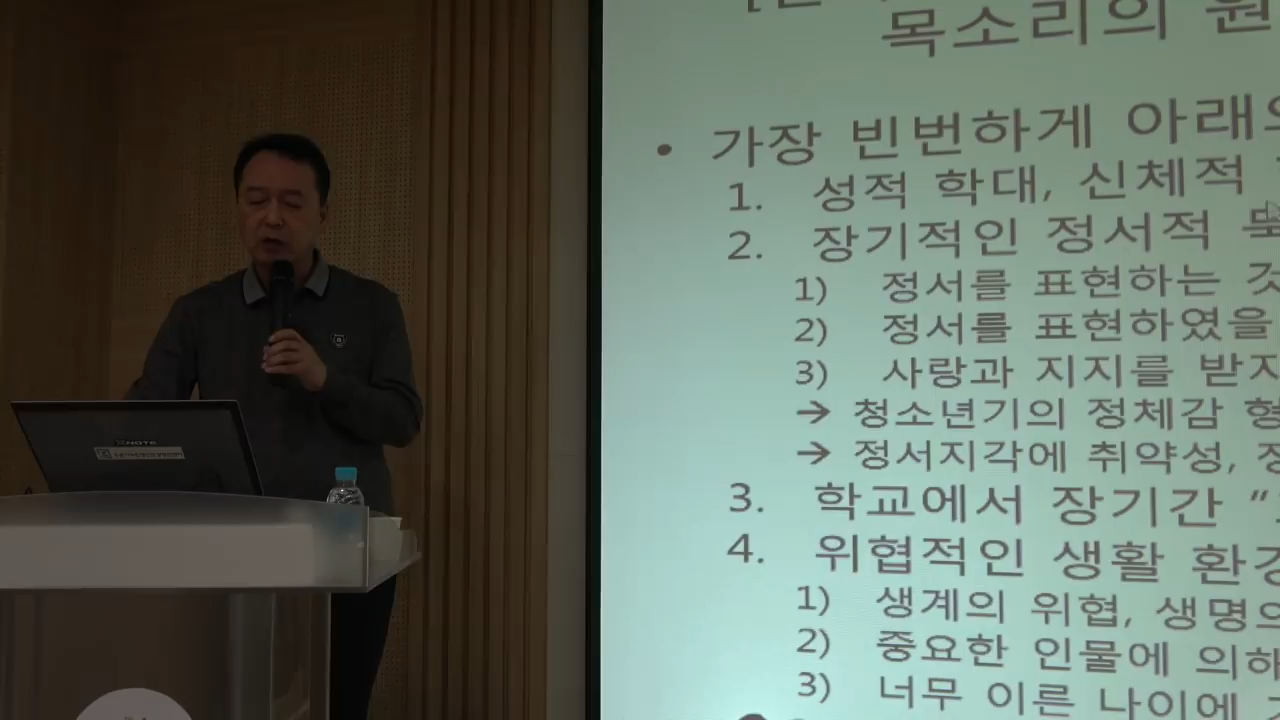 목소리의 원
• 가장 빈번하게 아래의
1. 성적 학대, 신체적
2. 장기적인 정서적
1) 정서를 표현하는 것
2) 정서를 표현하였을
3) 사랑과 지지를 받지
→ 청소년기의 정체감 형
→ 정서지각에 취약성,
3. 학교에서 장기간 “
4. 위협적인 생활 환경
1) 생계의 위협, 생명의
2) 중요한 인물에 의해
3) 너무 이른 나이에
XNOTE